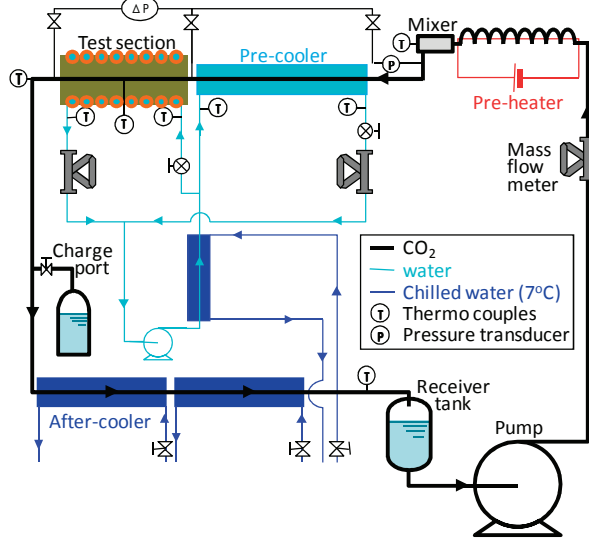 ΔP
Mixer
Test section
Pre-cooler
T
P
T
Pre-heater
T
T
T
T
Mass
flow
meter
Charge
port
CO₂
water
Chilled water (7ºC)
T Thermo couples
P Pressure transducer
T
Receiver
tank
After-cooler
Pump